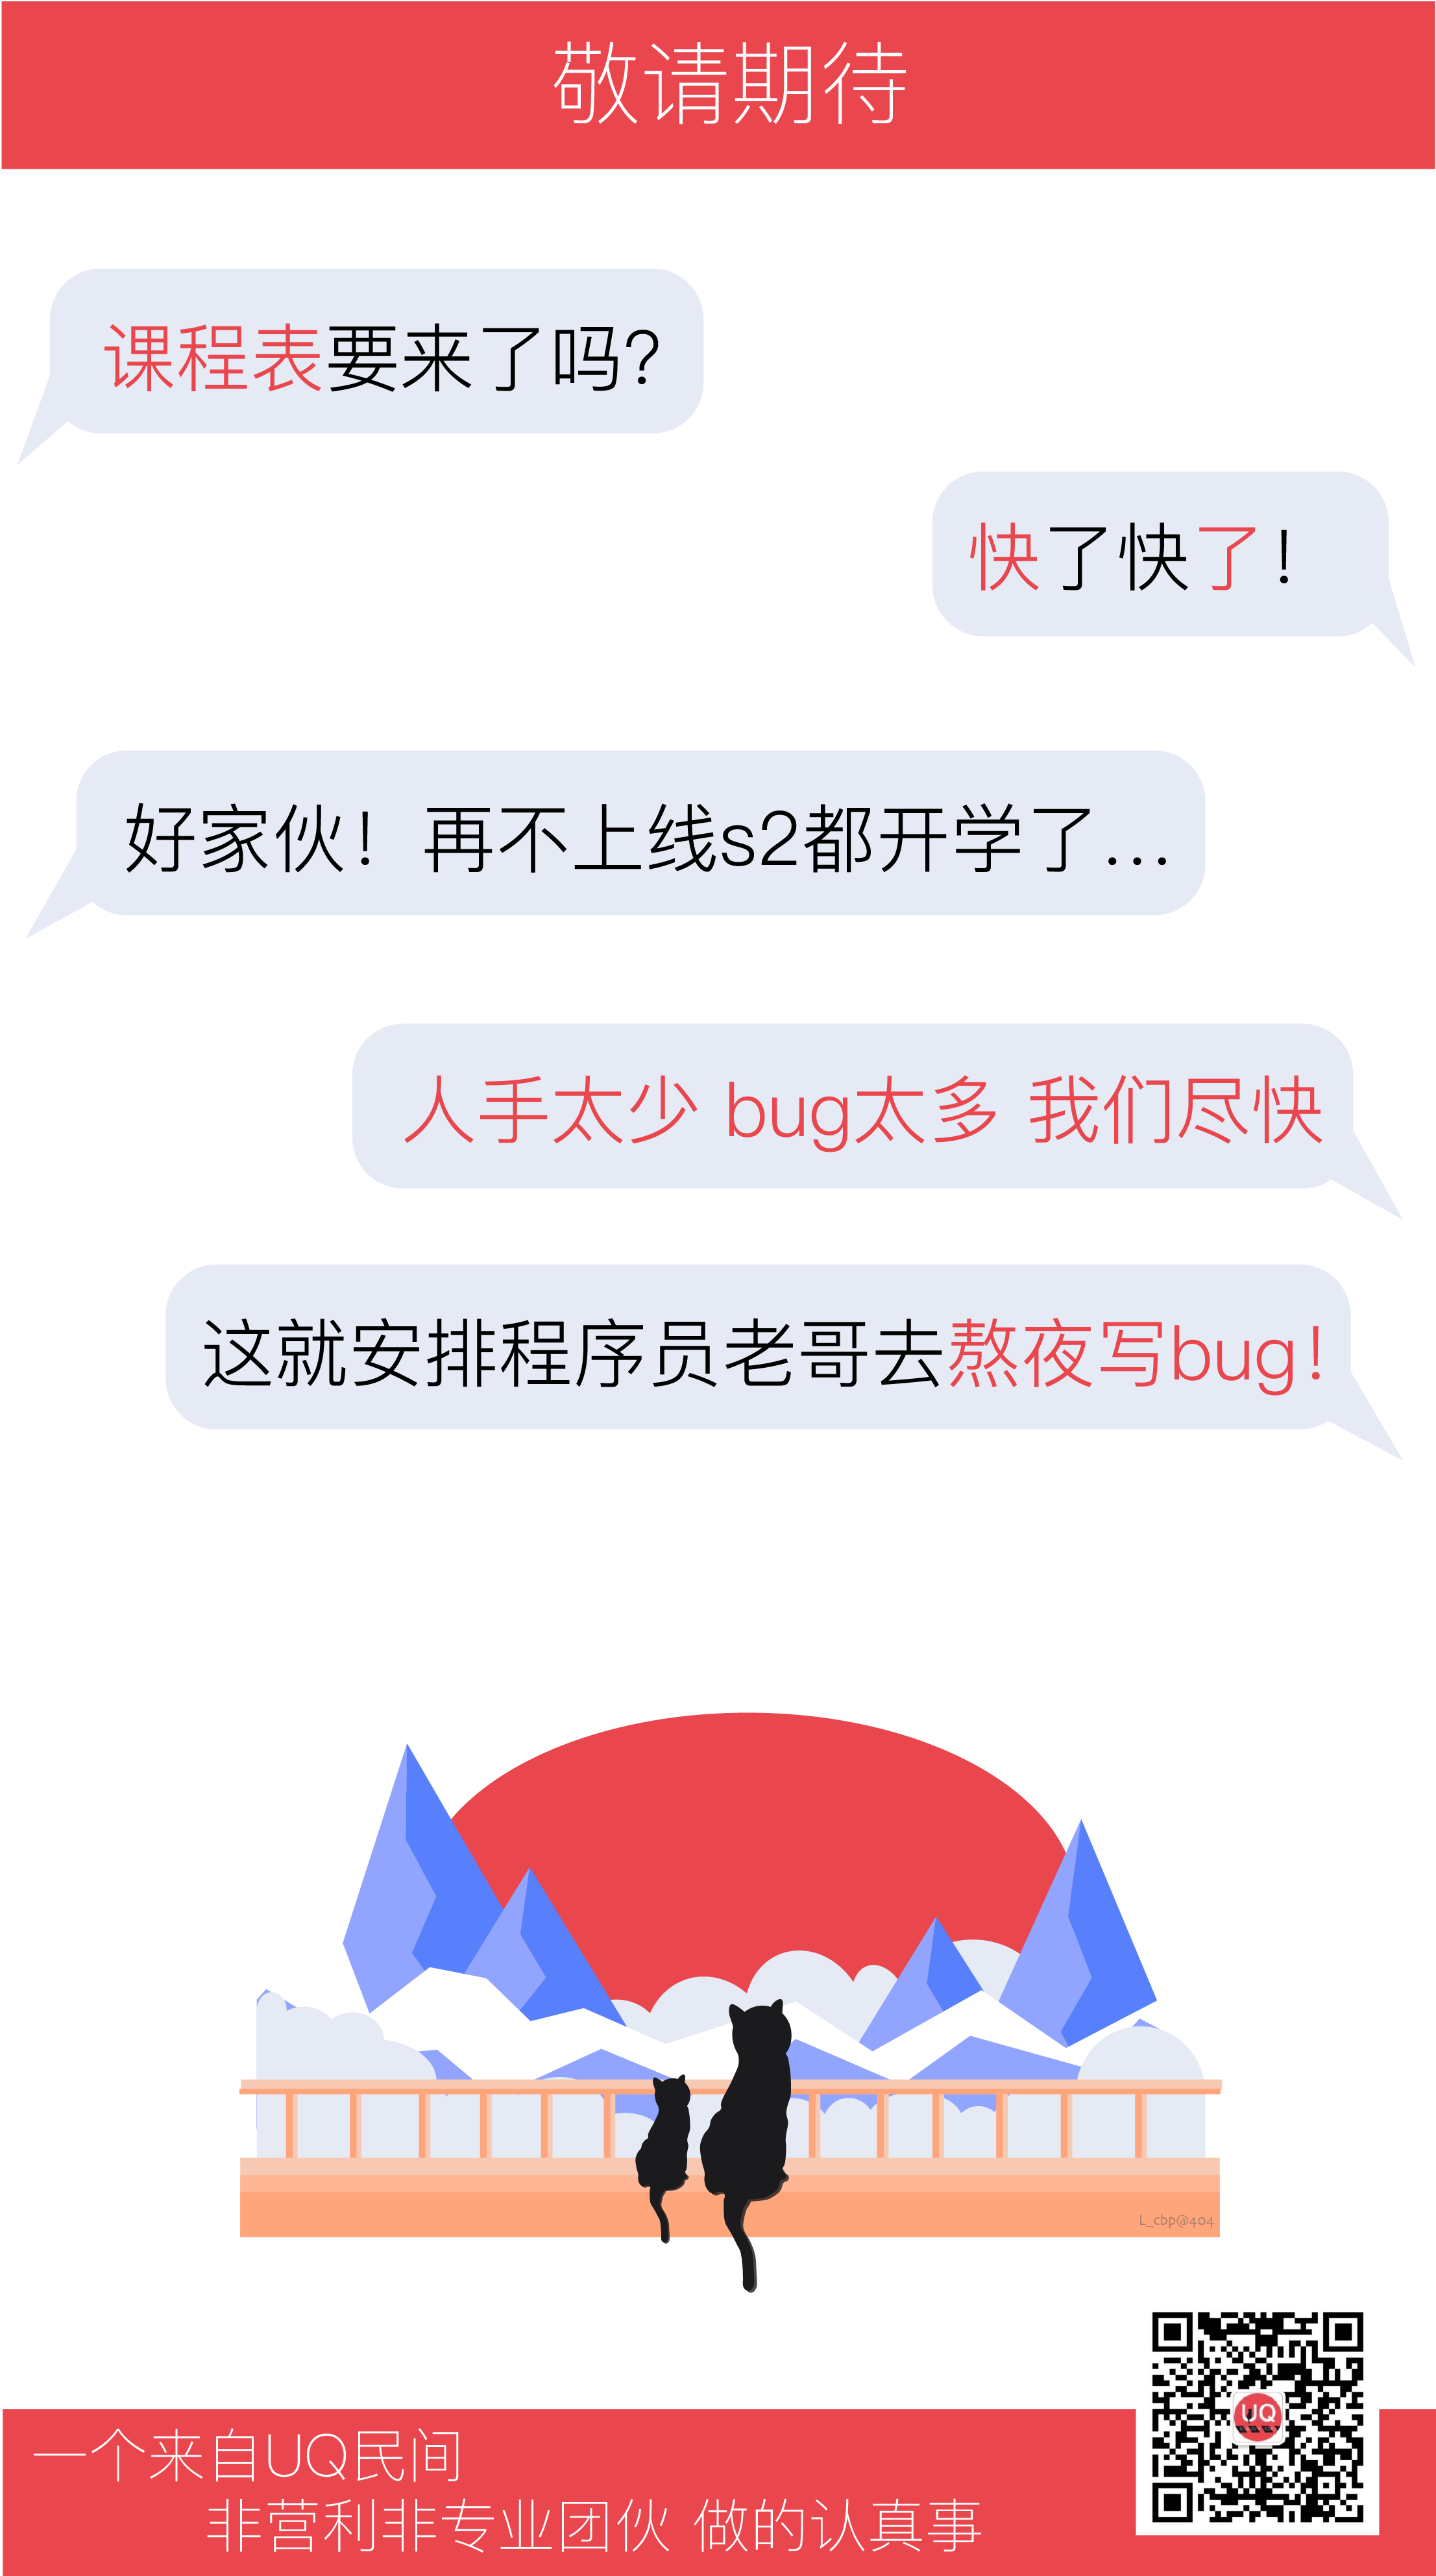 敬请期待
课程表要来了吗?
快了快了!
好家伙! 再不上线s2都开学了...
人手太少 bug太多 我们尽快
这就安排程序员老哥去熬夜写bug!
L_cbp@404
UQ
一个来自UQ民间
非营利非专业团伙 做的认真事